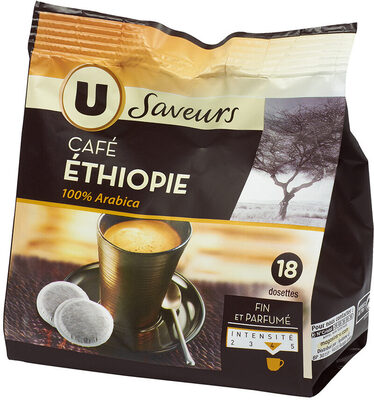 U Saveurs
CAFÉ
ÉTHIOPIE
100% Arabica
18
dosettes
FIN
ET PARFUMÉ
INTENSITÉ
2 3 4 5